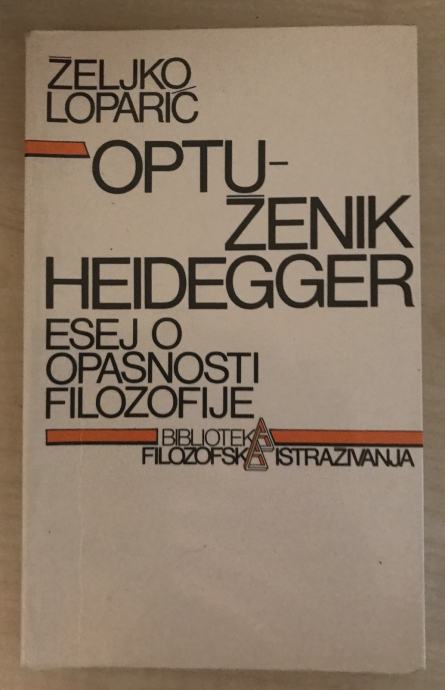 ŽELJKO
LOPARIĆ
OPTU-
ŽENIK
HEIDEGGER
ESEJ O
OPASNOSTI
FILOZOFIJE
BIBLIOTEKA
FILOZOFSKA ISTRAŽIVANJA